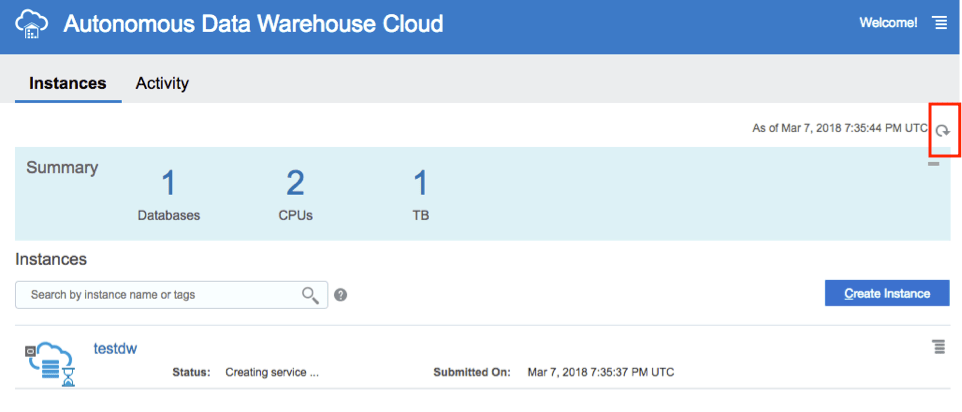 Autonomous Data Warehouse Cloud
Welcome!
Instances Activity
As of Mar 7, 2018 7:35:44 PM UTC
Summary
1 2 1
Databases CPUs TB
Instances
Search by instance name or tags
?
Create Instance
testdw
Status: Creating service ... Submitted On: Mar 7, 2018 7:35:37 PM UTC